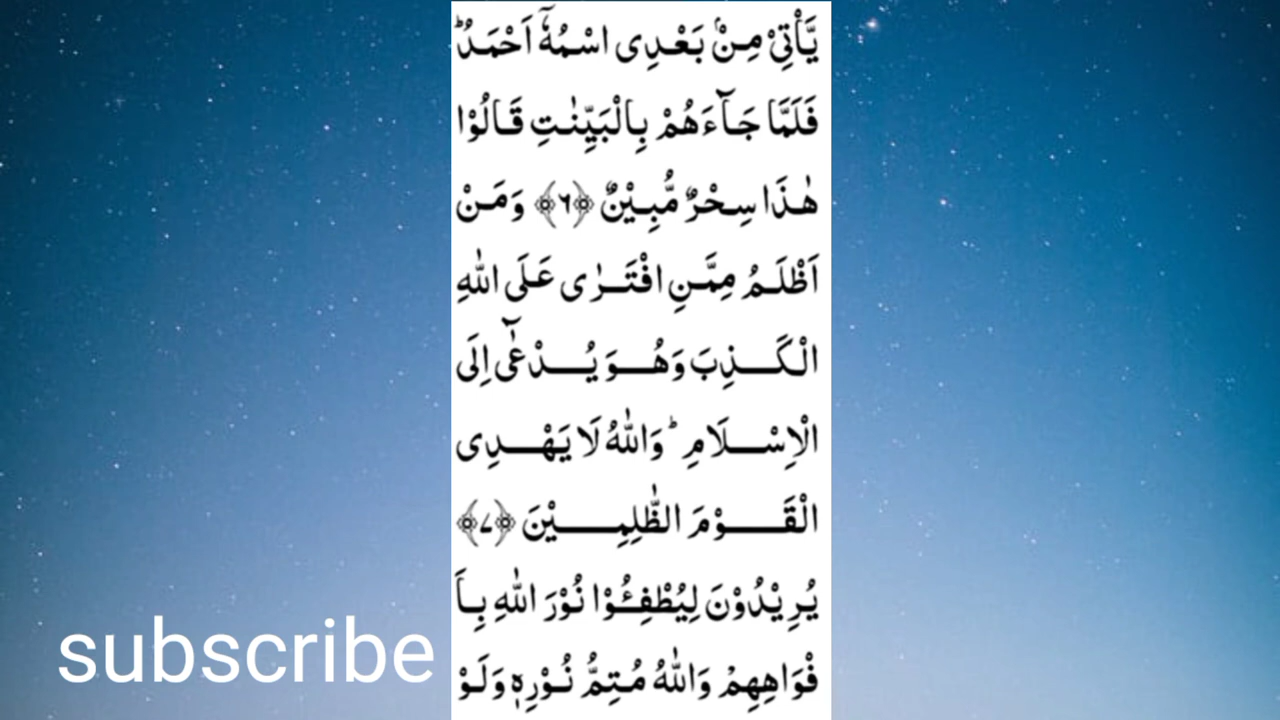 يَّاْتِيْ مِنْۢ بَعْدِى اسْمُهٗٓ اَحْمَدُ ؕ
فَلَمَّا جَآءَهُمْ بِالْبَيِّنٰتِ قَالُوْا
هٰذَا سِحْرٌ مُّبِيْنٌ ﴿۶﴾ وَمَنْ
اَظْلَمُ مِمَّنِ افْتَرٰى عَلَى اللّٰهِ
الْكَذِبَ وَهُوَ يُدْعٰٓى اِلَى
الْاِسْلَامِ ؕ وَاللّٰهُ لَا يَهْدِى
الْقَوْمَ الظّٰلِمِيْنَ ﴿۷﴾
يُرِيْدُوْنَ لِيُطْفِـُٔوْا نُوْرَ اللّٰهِ بِاَ
فْوَاهِهِمْ وَاللّٰهُ مُتِمُّ نُوْرِهٖ وَلَوْ
subscribe